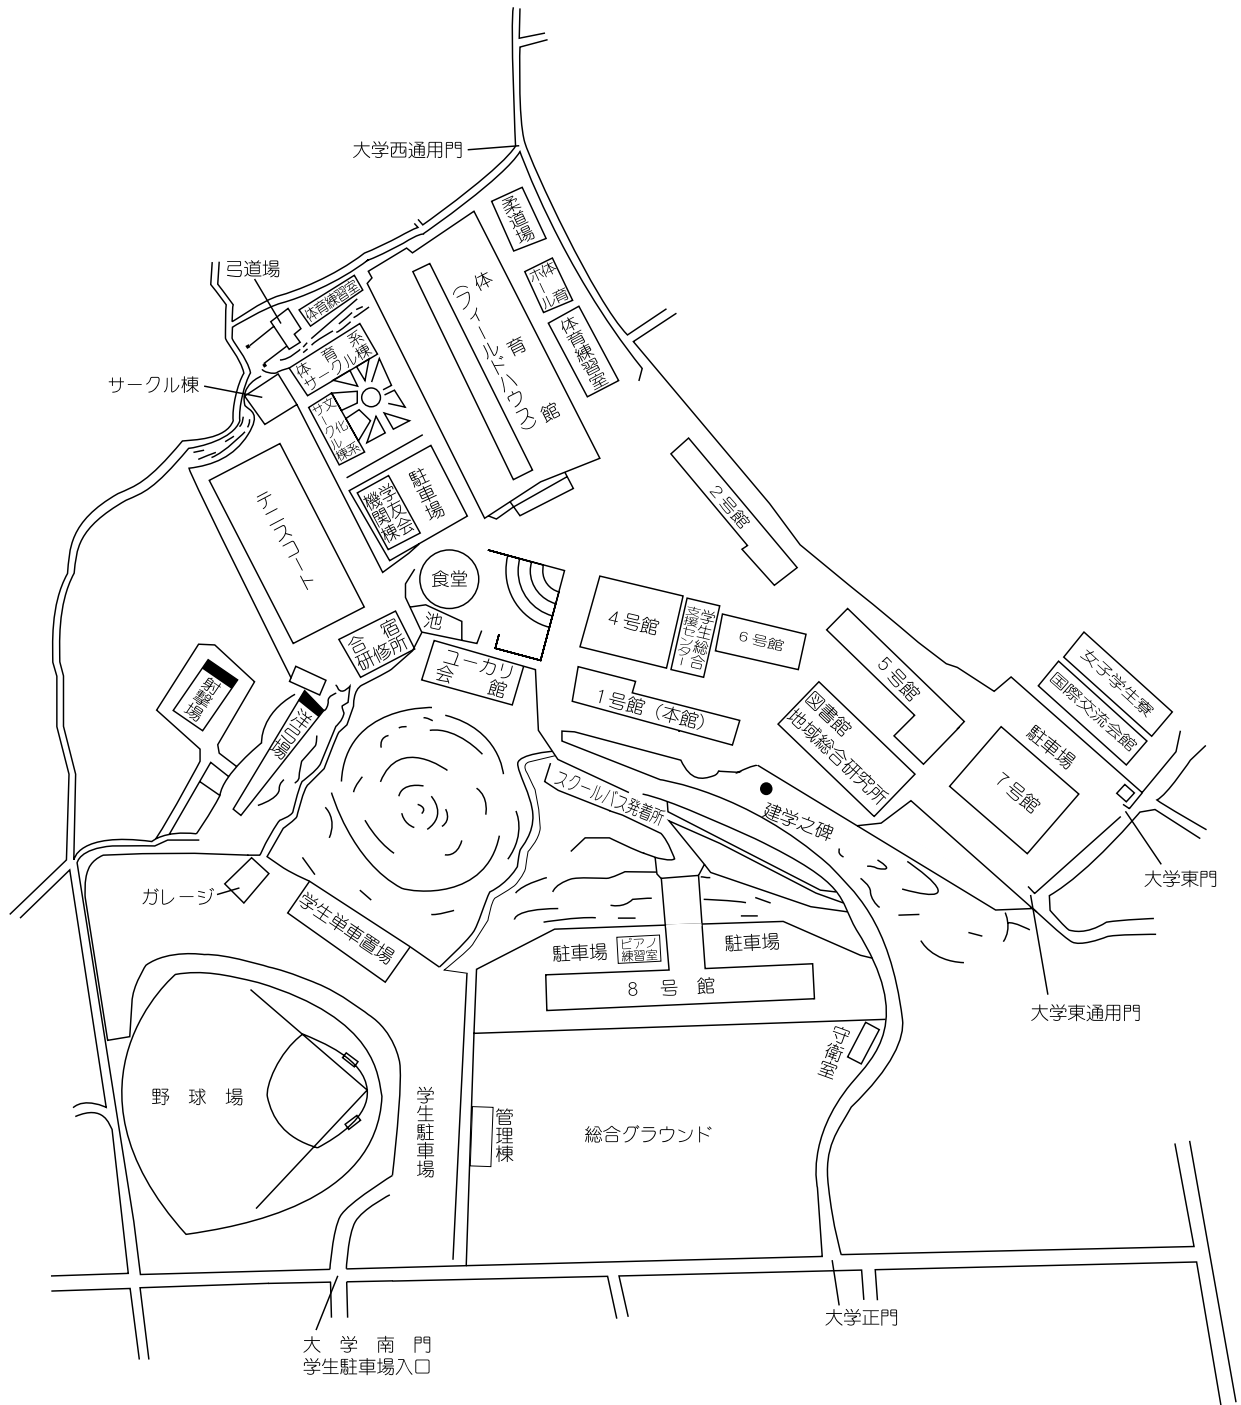 大学西通用門
柔道場
弓道場
体育練習室
体育
ホール
体育練習室
体育館
(フィールドハウス)
体育系
サークル棟
サークル棟
文化系
サークル棟
駐車場
学友会
機関棟
テニスコート
2号館
食堂
池
4号館
学生総合
支援センター
6号館
合宿
研修所
ユーカリ
会館
1号館(本館)
5号館
図書館
地域総合研究所
女子学生寮
国際交流会館
駐車場
7号館
射撃場
洋弓場
スクールバス発着所
建学之碑
大学東門
ガレージ
学生単車置場
駐車場
ピアノ
練習室
駐車場
8号館
大学東通用門
守衛室
野球場
学生駐車場
管理棟
総合グラウンド
大学正門
大学南門
学生駐車場入口